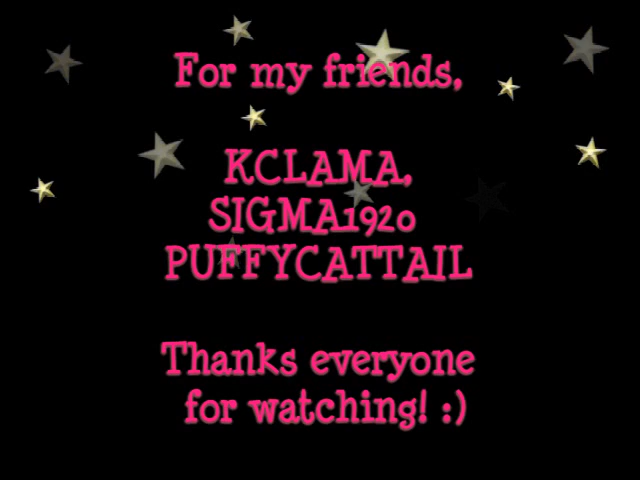 For my friends,
KCLAMA,
SIGMA1920
PUFFYCATTAIL
Thanks everyone
for watching! :)